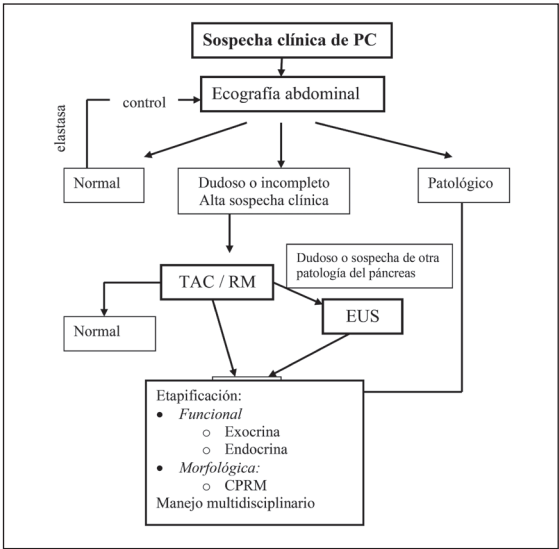 Sospecha clínica de PC
Ecografía abdominal
control
elastasa
Normal
Dudoso o incompleto
Alta sospecha clínica
Patológico
Dudoso o sospecha de otra
patología del páncreas
TAC / RM
EUS
Normal
Etapificación:
• Funcional
o Exocrina
o Endocrina
• Morfológica:
o CPRM
Manejo multidisciplinario